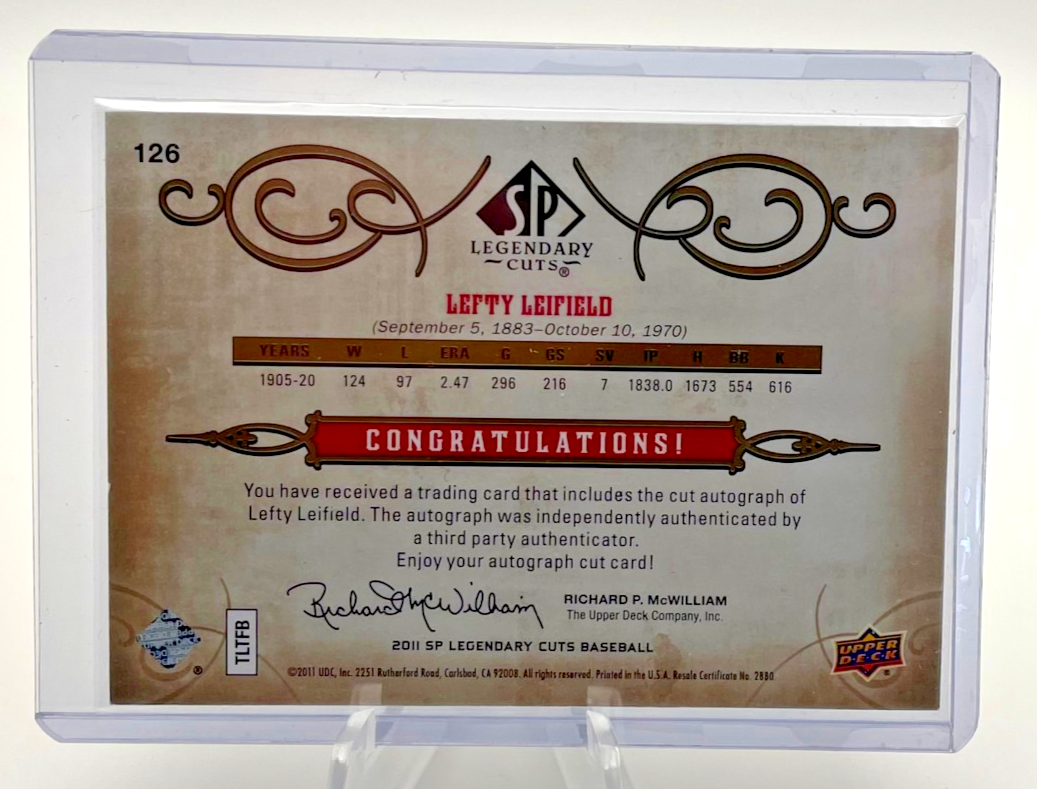 126
SP
LEGENDARY
CUTS®
LEFTY LEIFIELD
(September 5, 1883–October 10, 1970)
YEARS W L ERA G GS SV IP H BB K
1905-20 124 97 2.47 296 216 7 1838.0 1673 554 616
CONGRATULATIONS!
You have received a trading card that includes the cut autograph of
Lefty Leifield. The autograph was independently authenticated by
a third party authenticator.
Enjoy your autograph cut card!
Richard McWilliam
RICHARD P. McWILLIAM
The Upper Deck Company, Inc.
TLTFB
2011 SP LEGENDARY CUTS BASEBALL
©2011 UDC, Inc. 2251 Rutherford Road, Carlsbad, CA 92008. All rights reserved. Printed in the U.S.A. Resale Certificate No. 2880
®
UPPER
D·E·C·K
®